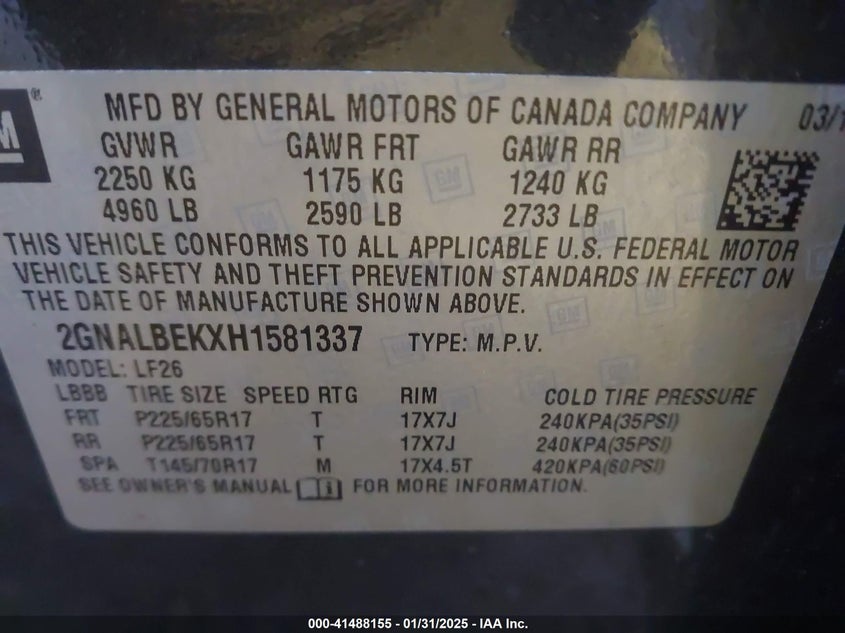 M ®
MFD BY GENERAL MOTORS OF CANADA COMPANY 03/1
GVWR GAWR FRT GAWR RR
2250 KG 1175 KG 1240 KG
4960 LB 2590 LB 2733 LB
THIS VEHICLE CONFORMS TO ALL APPLICABLE U.S. FEDERAL MOTOR
VEHICLE SAFETY AND THEFT PREVENTION STANDARDS IN EFFECT ON
THE DATE OF MANUFACTURE SHOWN ABOVE.
2GNALBEKXH1581337 TYPE: M.P.V.
MODEL: LF26
LBBB TIRE SIZE SPEED RTG RIM COLD TIRE PRESSURE
FRT P225/65R17 T 17X7J 240KPA(35PSI)
RR P225/65R17 T 17X7J 240KPA(35PSI)
SPA T145/70R17 M 17X4.5T 420KPA(60PSI)
SEE OWNER'S MANUAL i FOR MORE INFORMATION.
000-41488155 - 01/31/2025 - IAA Inc.